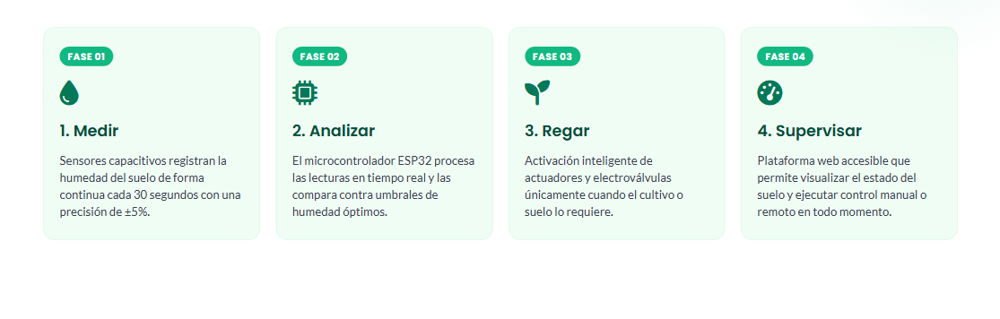 FASE 01
1. Medir
Sensores capacitivos registran la
humedad del suelo de forma
continua cada 30 segundos con una
precisión de ±5%.
FASE 02
2. Analizar
El microcontrolador ESP32 procesa
las lecturas en tiempo real y las
compara contra umbrales de
humedad óptimos.
FASE 03
3. Regar
Activación inteligente de
actuadores y electroválvulas
únicamente cuando el cultivo o
suelo lo requiere.
FASE 04
4. Supervisar
Plataforma web accesible que
permite visualizar el estado del
suelo y ejecutar control manual o
remoto en todo momento.